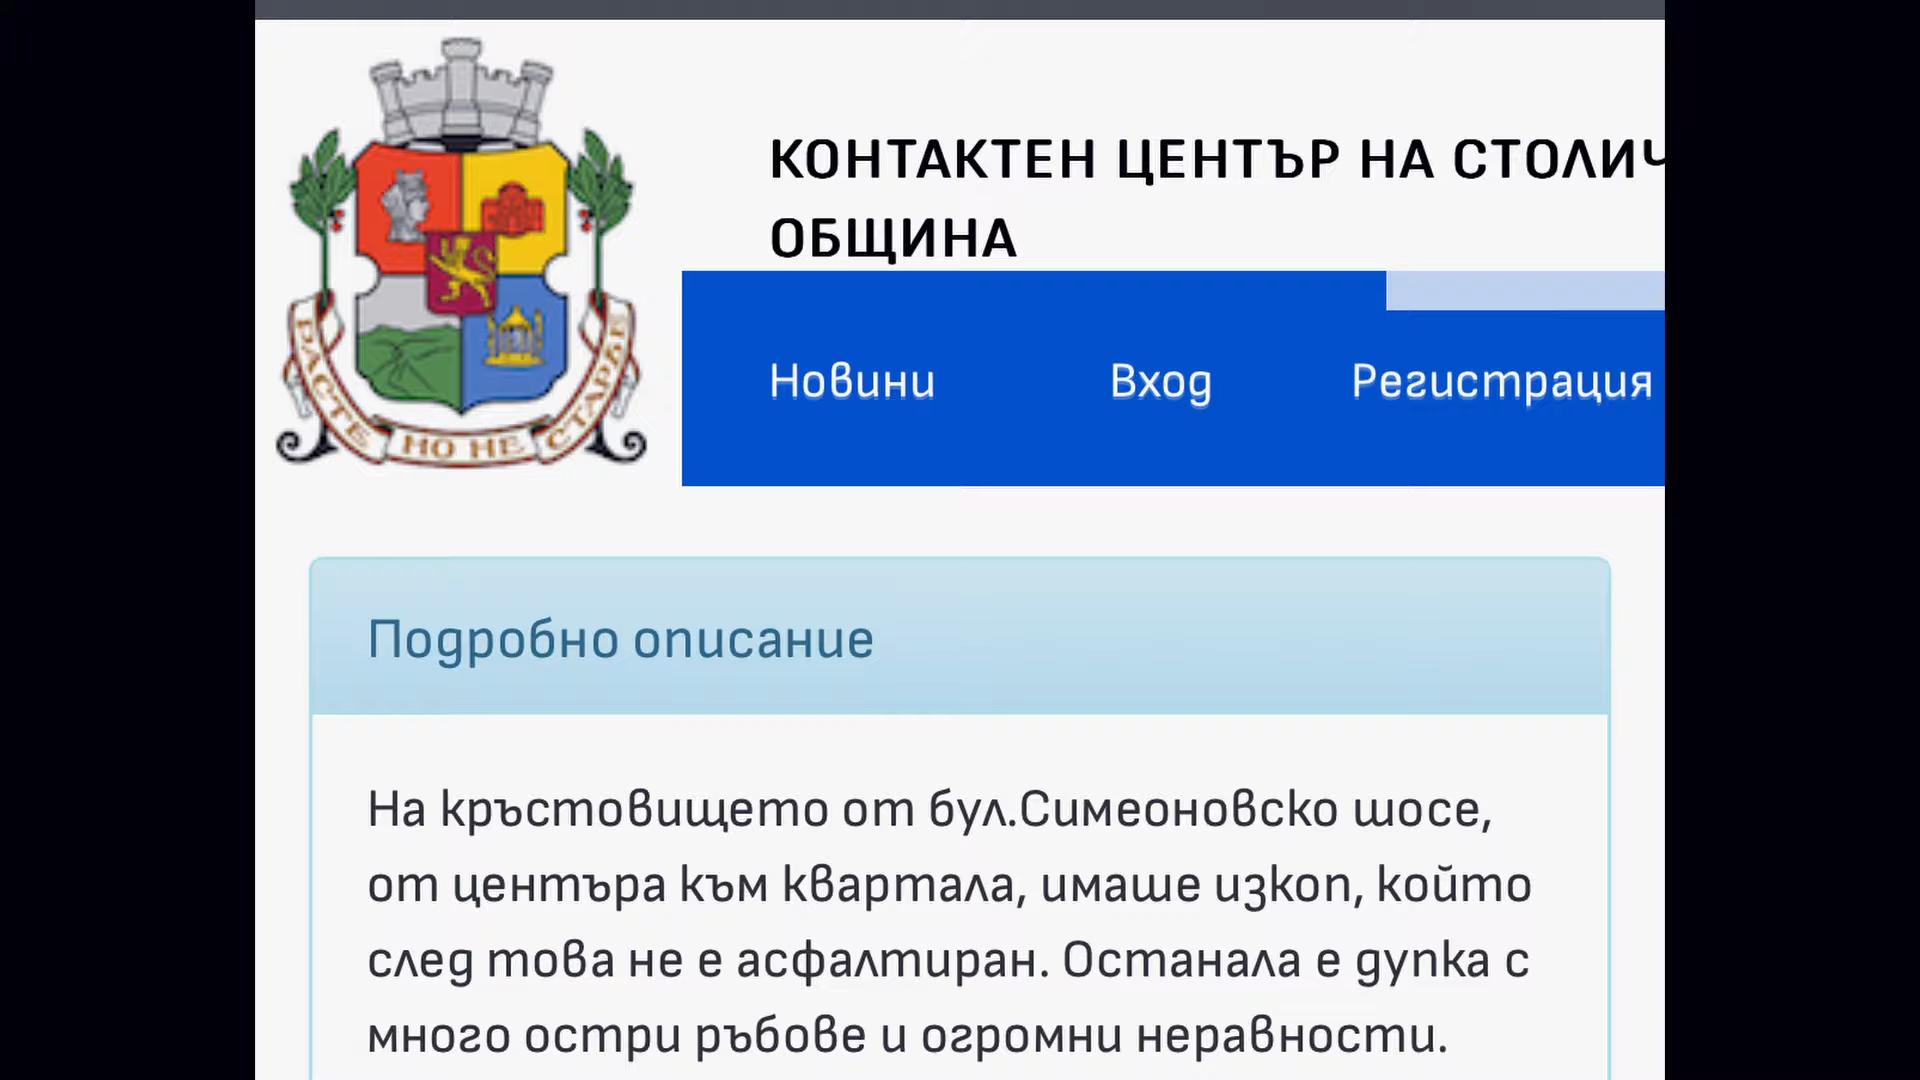 КОНТАКТЕН ЦЕНТЪР НА СТОЛИЧ
ОБЩИНА
РАСТЕ НО НЕ СТАРѢЕ
Новини Вход Регистрация
Подробно описание
На кръстовището от бул.Симеоновско шосе,
от центъра към квартала, имаше изкоп, който
след това не е асфалтиран. Останала е дупка с
много остри ръбове и огромни неравности.